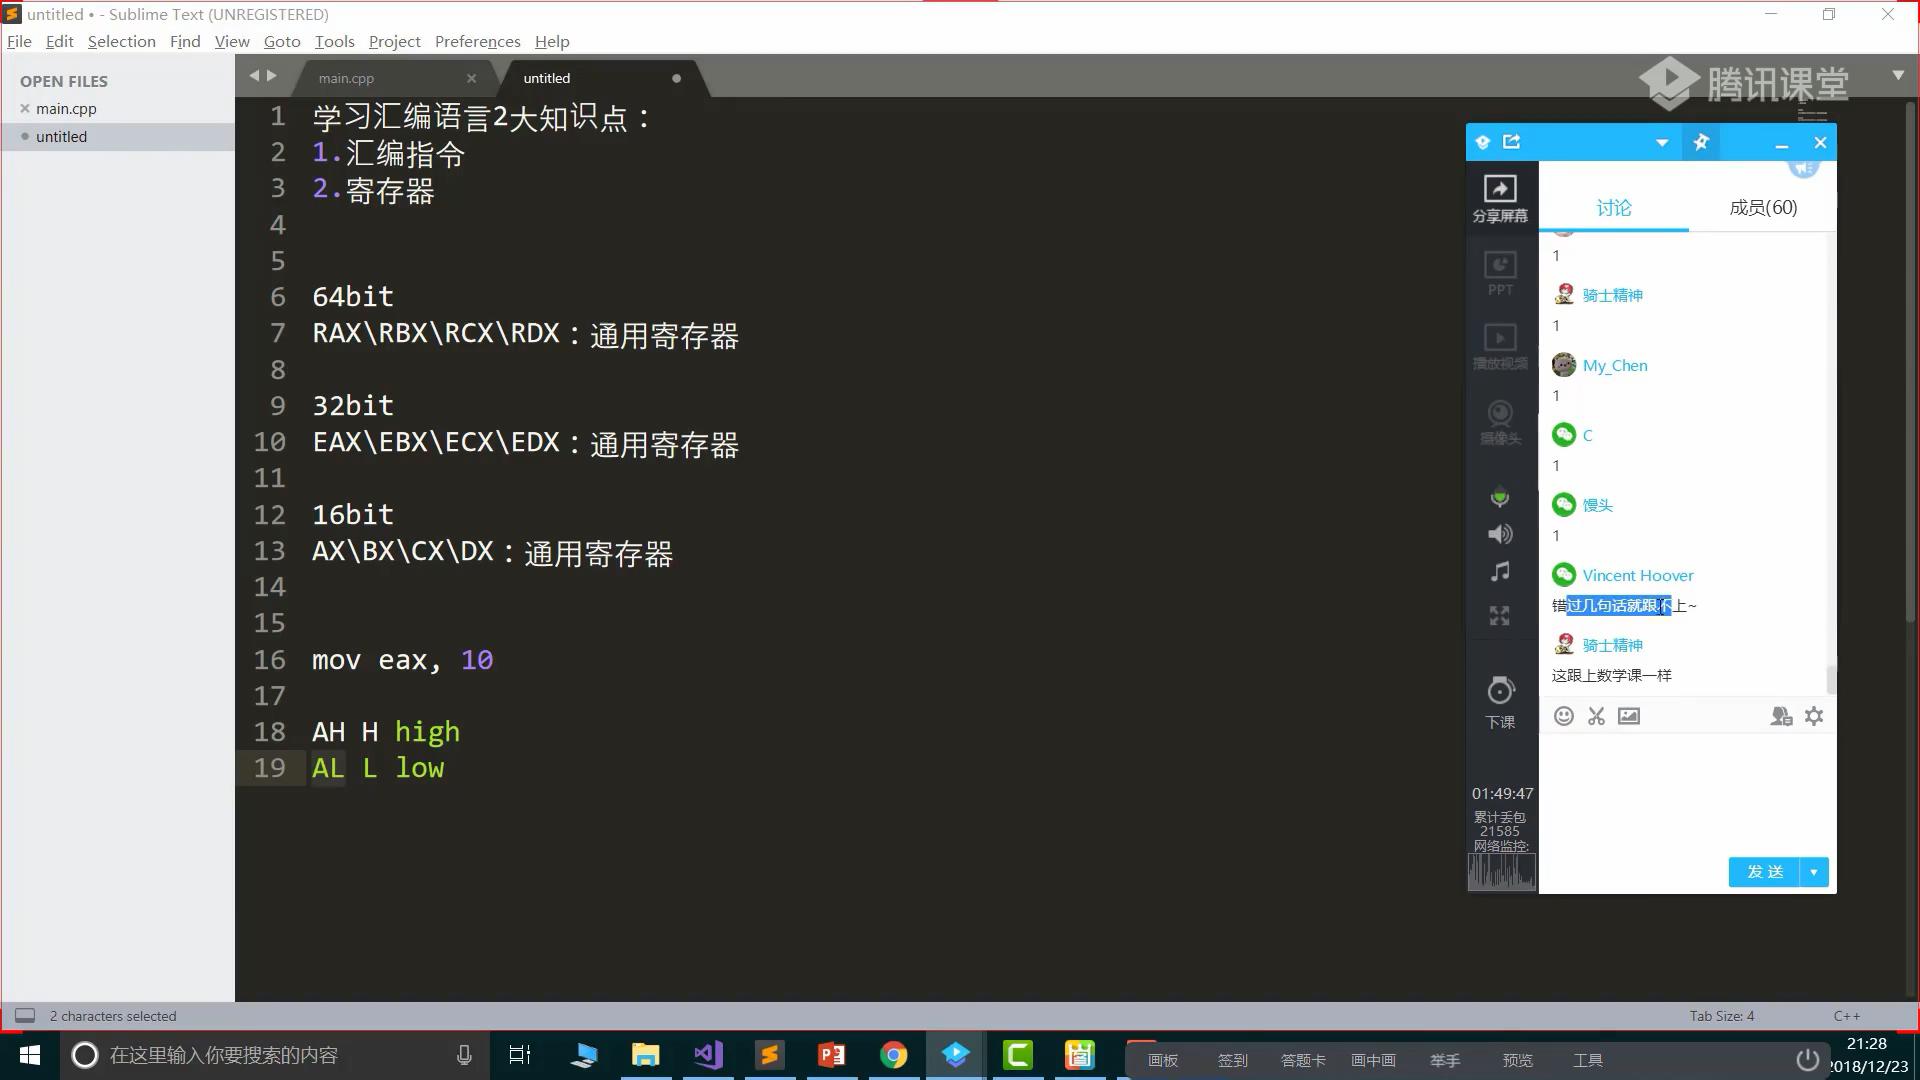 untitled • - Sublime Text (UNREGISTERED)
File Edit Selection Find View Goto Tools Project Preferences Help
OPEN FILES
main.cpp
untitled
main.cpp
untitled
腾讯课堂
1 学习汇编语言2大知识点：
2 1.汇编指令
3 2.寄存器
4
5
6 64bit
7 RAX\RBX\RCX\RDX：通用寄存器
8
9 32bit
10 EAX\EBX\ECX\EDX：通用寄存器
11
12 16bit
13 AX\BX\CX\DX：通用寄存器
14
15
16 mov eax, 10
17
18 AH H high
19 AL L low
分享屏幕
PPT
播放视频
摄像头
下课
01:49:47
累计丢包
21585
网络监控:
讨论
成员(60)
1
骑士精神
1
My_Chen
1
C
1
馒头
1
Vincent Hoover
错过几句话就跟不上~
骑士精神
这跟上数学课一样
发送
2 characters selected
Tab Size: 4
C++
在这里输入你要搜索的内容
画板 签到 答题卡 画中画 举手 预览 工具
21:28
2018/12/23